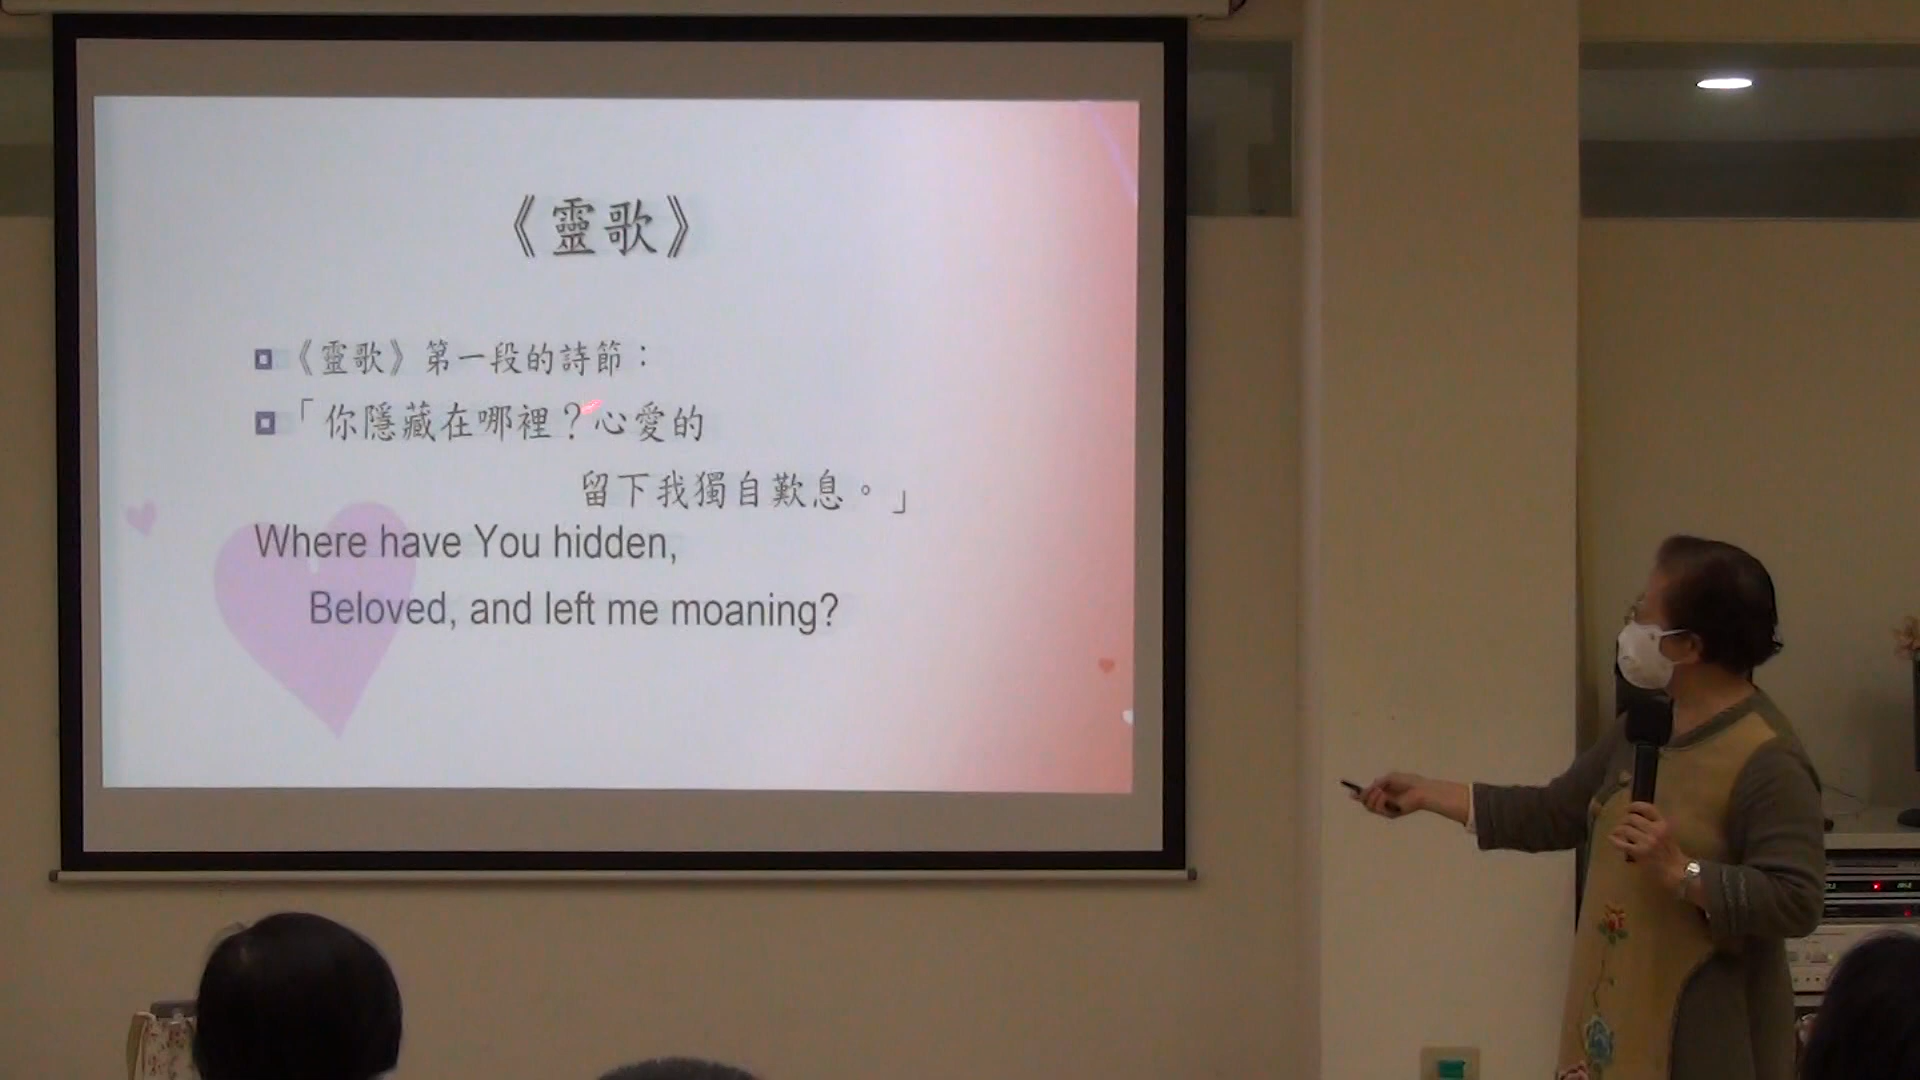 《靈歌》
《靈歌》第一段的詩節：
「你隱藏在哪裡？心愛的
留下我獨自歎息。」
Where have You hidden,
Beloved, and left me moaning?